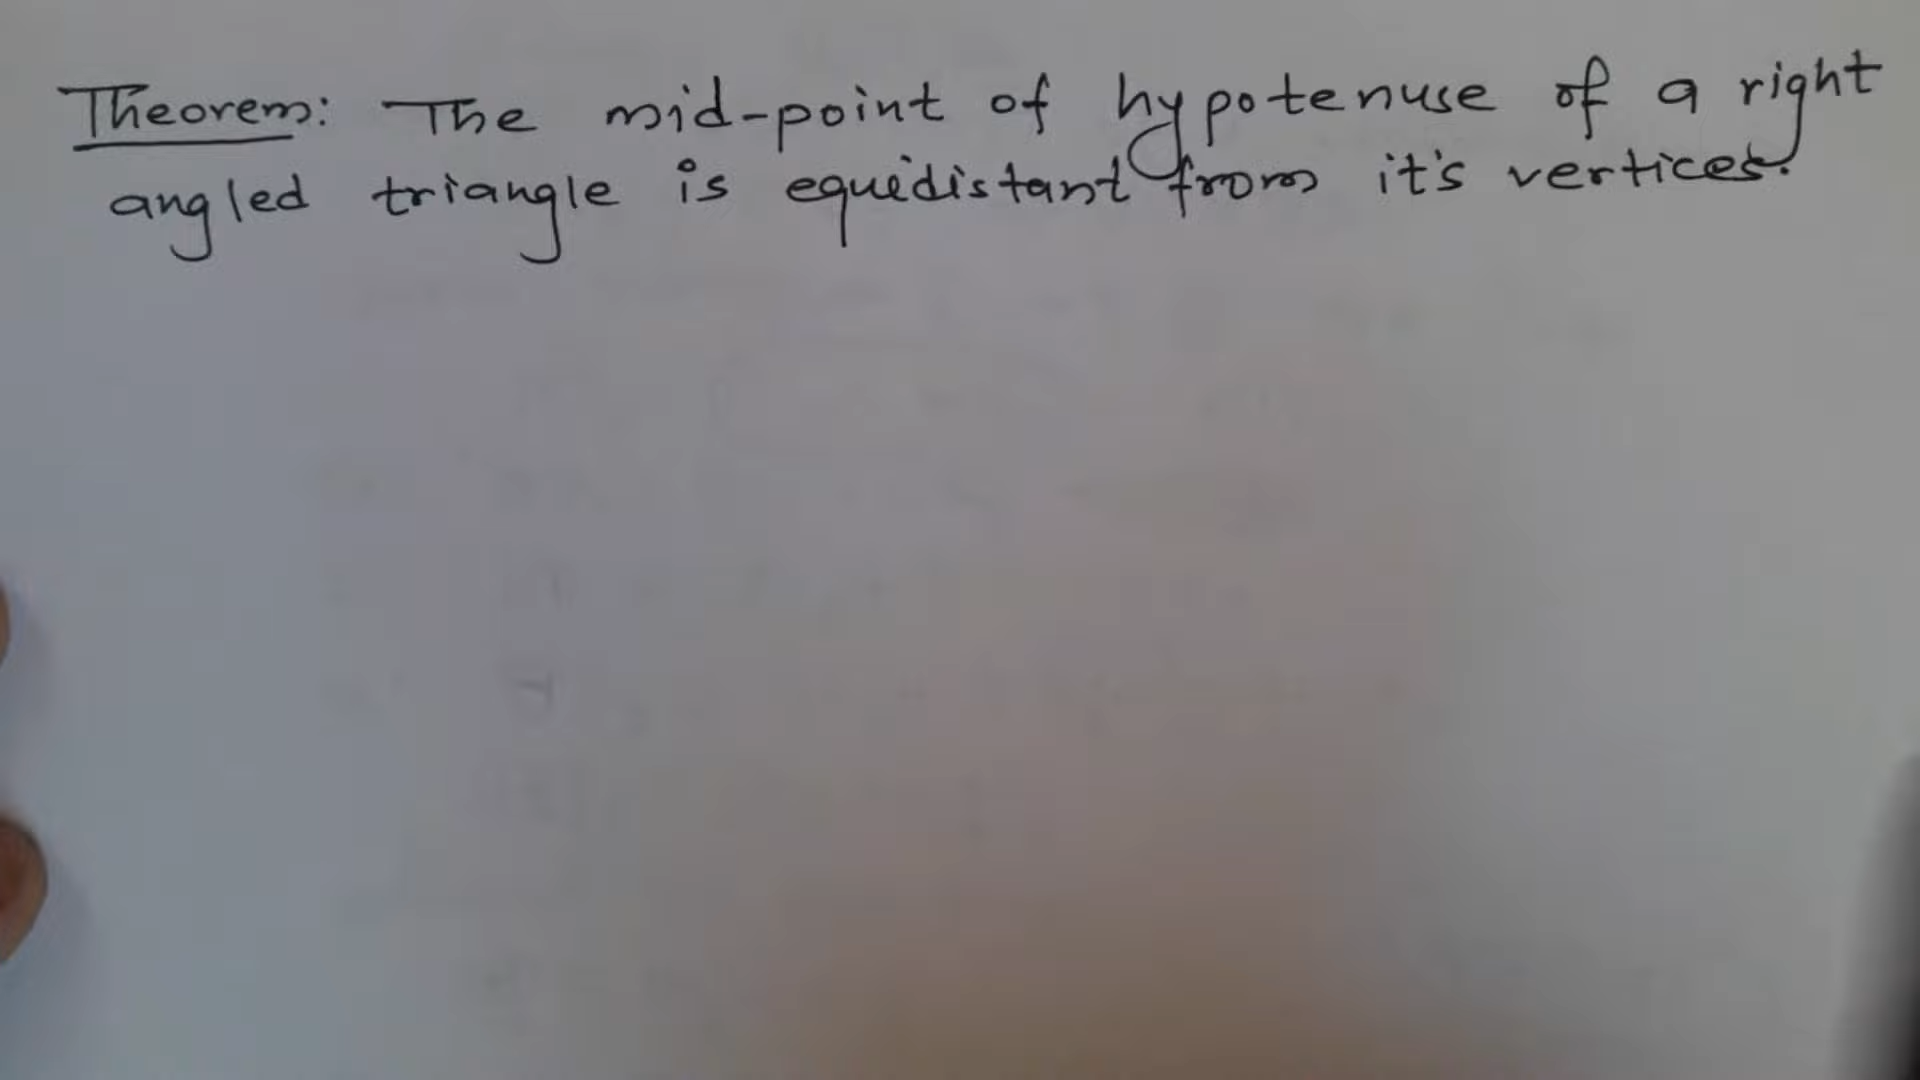 Theorem: The mid-point of hypotenuse of a right
angled triangle is equidistant from it's vertices.